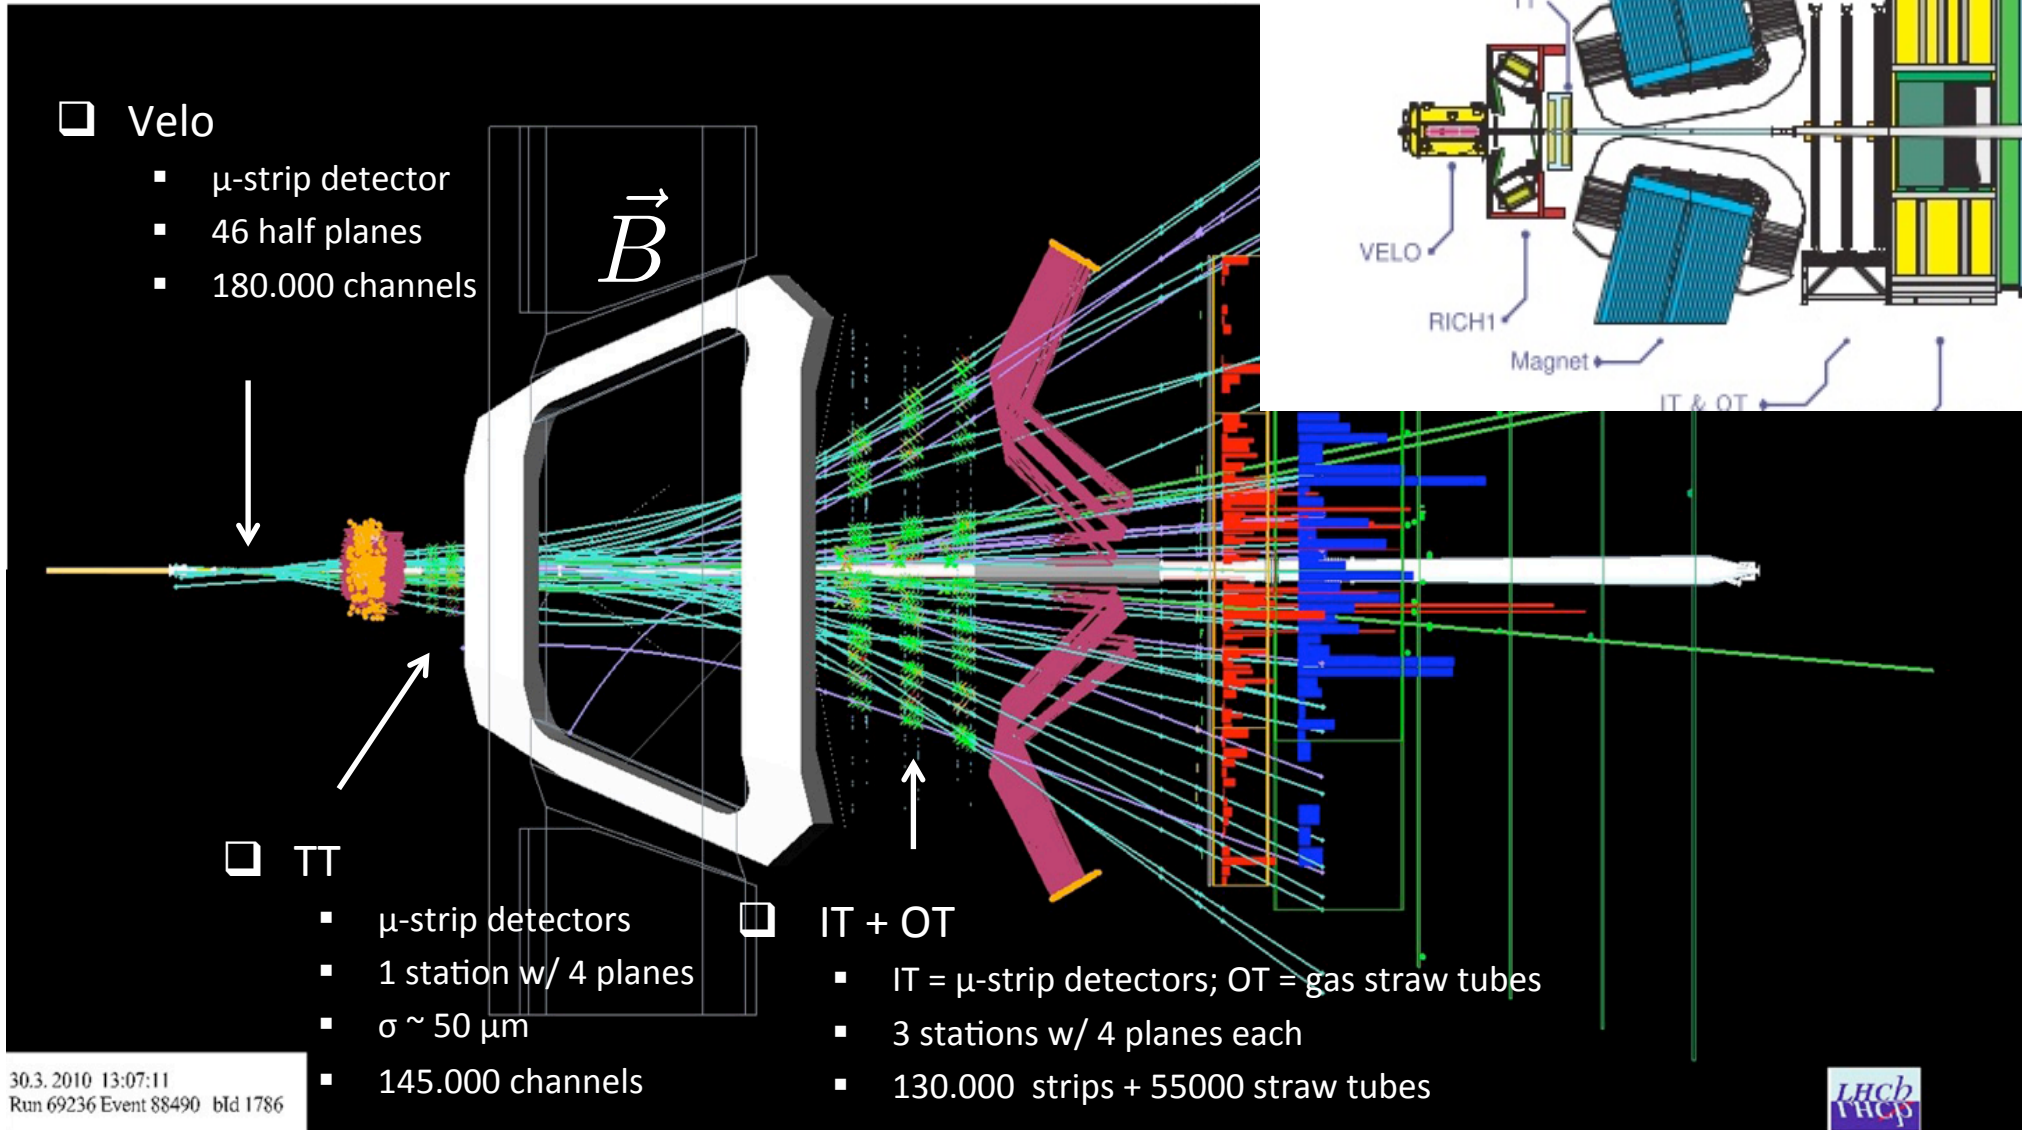 Velo
μ-strip detector
46 half planes
180.000 channels
B
TT
VELO
RICH1
Magnet
IT & OT
TT
μ-strip detectors
1 station w/ 4 planes
σ ~ 50 μm
145.000 channels
IT + OT
IT = μ-strip detectors; OT = gas straw tubes
3 stations w/ 4 planes each
130.000 strips + 55000 straw tubes
30.3. 2010 13:07:11
Run 69236 Event 88490 bId 1786
LHCb